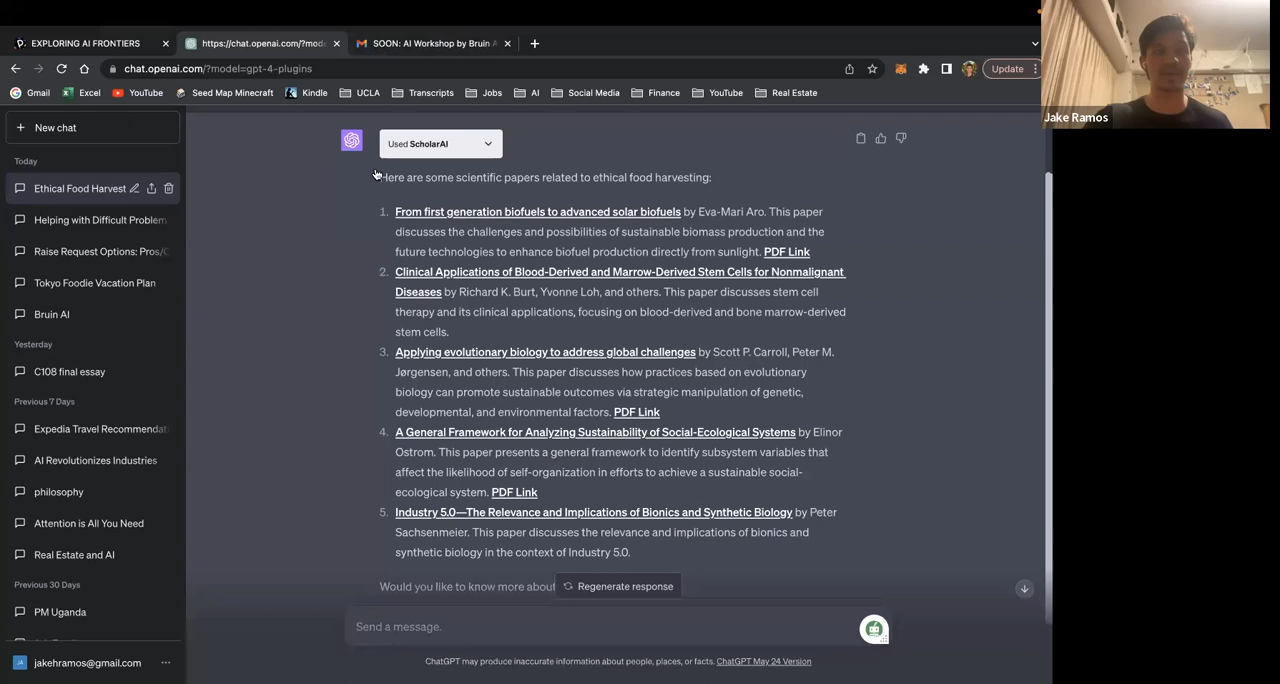 EXPLORING AI FRONTIERS
https://chat.openai.com/?mod
SOON: AI Workshop by Bruin A
chat.openai.com/?model=gpt-4-plugins
Update
Gmail Excel YouTube Seed Map Minecraft Kindle UCLA Transcripts Jobs AI Social Media Finance YouTube Real Estate
Jake Ramos
New chat
Today
Ethical Food Harvest
Helping with Difficult Problem
Raise Request Options: Pros/C
Tokyo Foodie Vacation Plan
Bruin AI
Yesterday
C108 final essay
Previous 7 Days
Expedia Travel Recommendat
AI Revolutionizes Industries
philosophy
Attention is All You Need
Real Estate and AI
Previous 30 Days
PM Uganda
jakehramos@gmail.com
Used ScholarAI
Here are some scientific papers related to ethical food harvesting:
1. From first generation biofuels to advanced solar biofuels by Eva-Mari Aro. This paper
discusses the challenges and possibilities of sustainable biomass production and the
future technologies to enhance biofuel production directly from sunlight. PDF Link
2. Clinical Applications of Blood-Derived and Marrow-Derived Stem Cells for Nonmalignant
Diseases by Richard K. Burt, Yvonne Loh, and others. This paper discusses stem cell
therapy and its clinical applications, focusing on blood-derived and bone marrow-derived
stem cells.
3. Applying evolutionary biology to address global challenges by Scott P. Carroll, Peter M.
Jørgensen, and others. This paper discusses how practices based on evolutionary
biology can promote sustainable outcomes via strategic manipulation of genetic,
developmental, and environmental factors. PDF Link
4. A General Framework for Analyzing Sustainability of Social-Ecological Systems by Elinor
Ostrom. This paper presents a general framework to identify subsystem variables that
affect the likelihood of self-organization in efforts to achieve a sustainable social-
ecological system. PDF Link
5. Industry 5.0—The Relevance and Implications of Bionics and Synthetic Biology by Peter
Sachsenmeier. This paper discusses the relevance and implications of bionics and
synthetic biology in the context of Industry 5.0.
Would you like to know more about
Regenerate response
Send a message.
ChatGPT may produce inaccurate information about people, places, or facts. ChatGPT May 24 Version